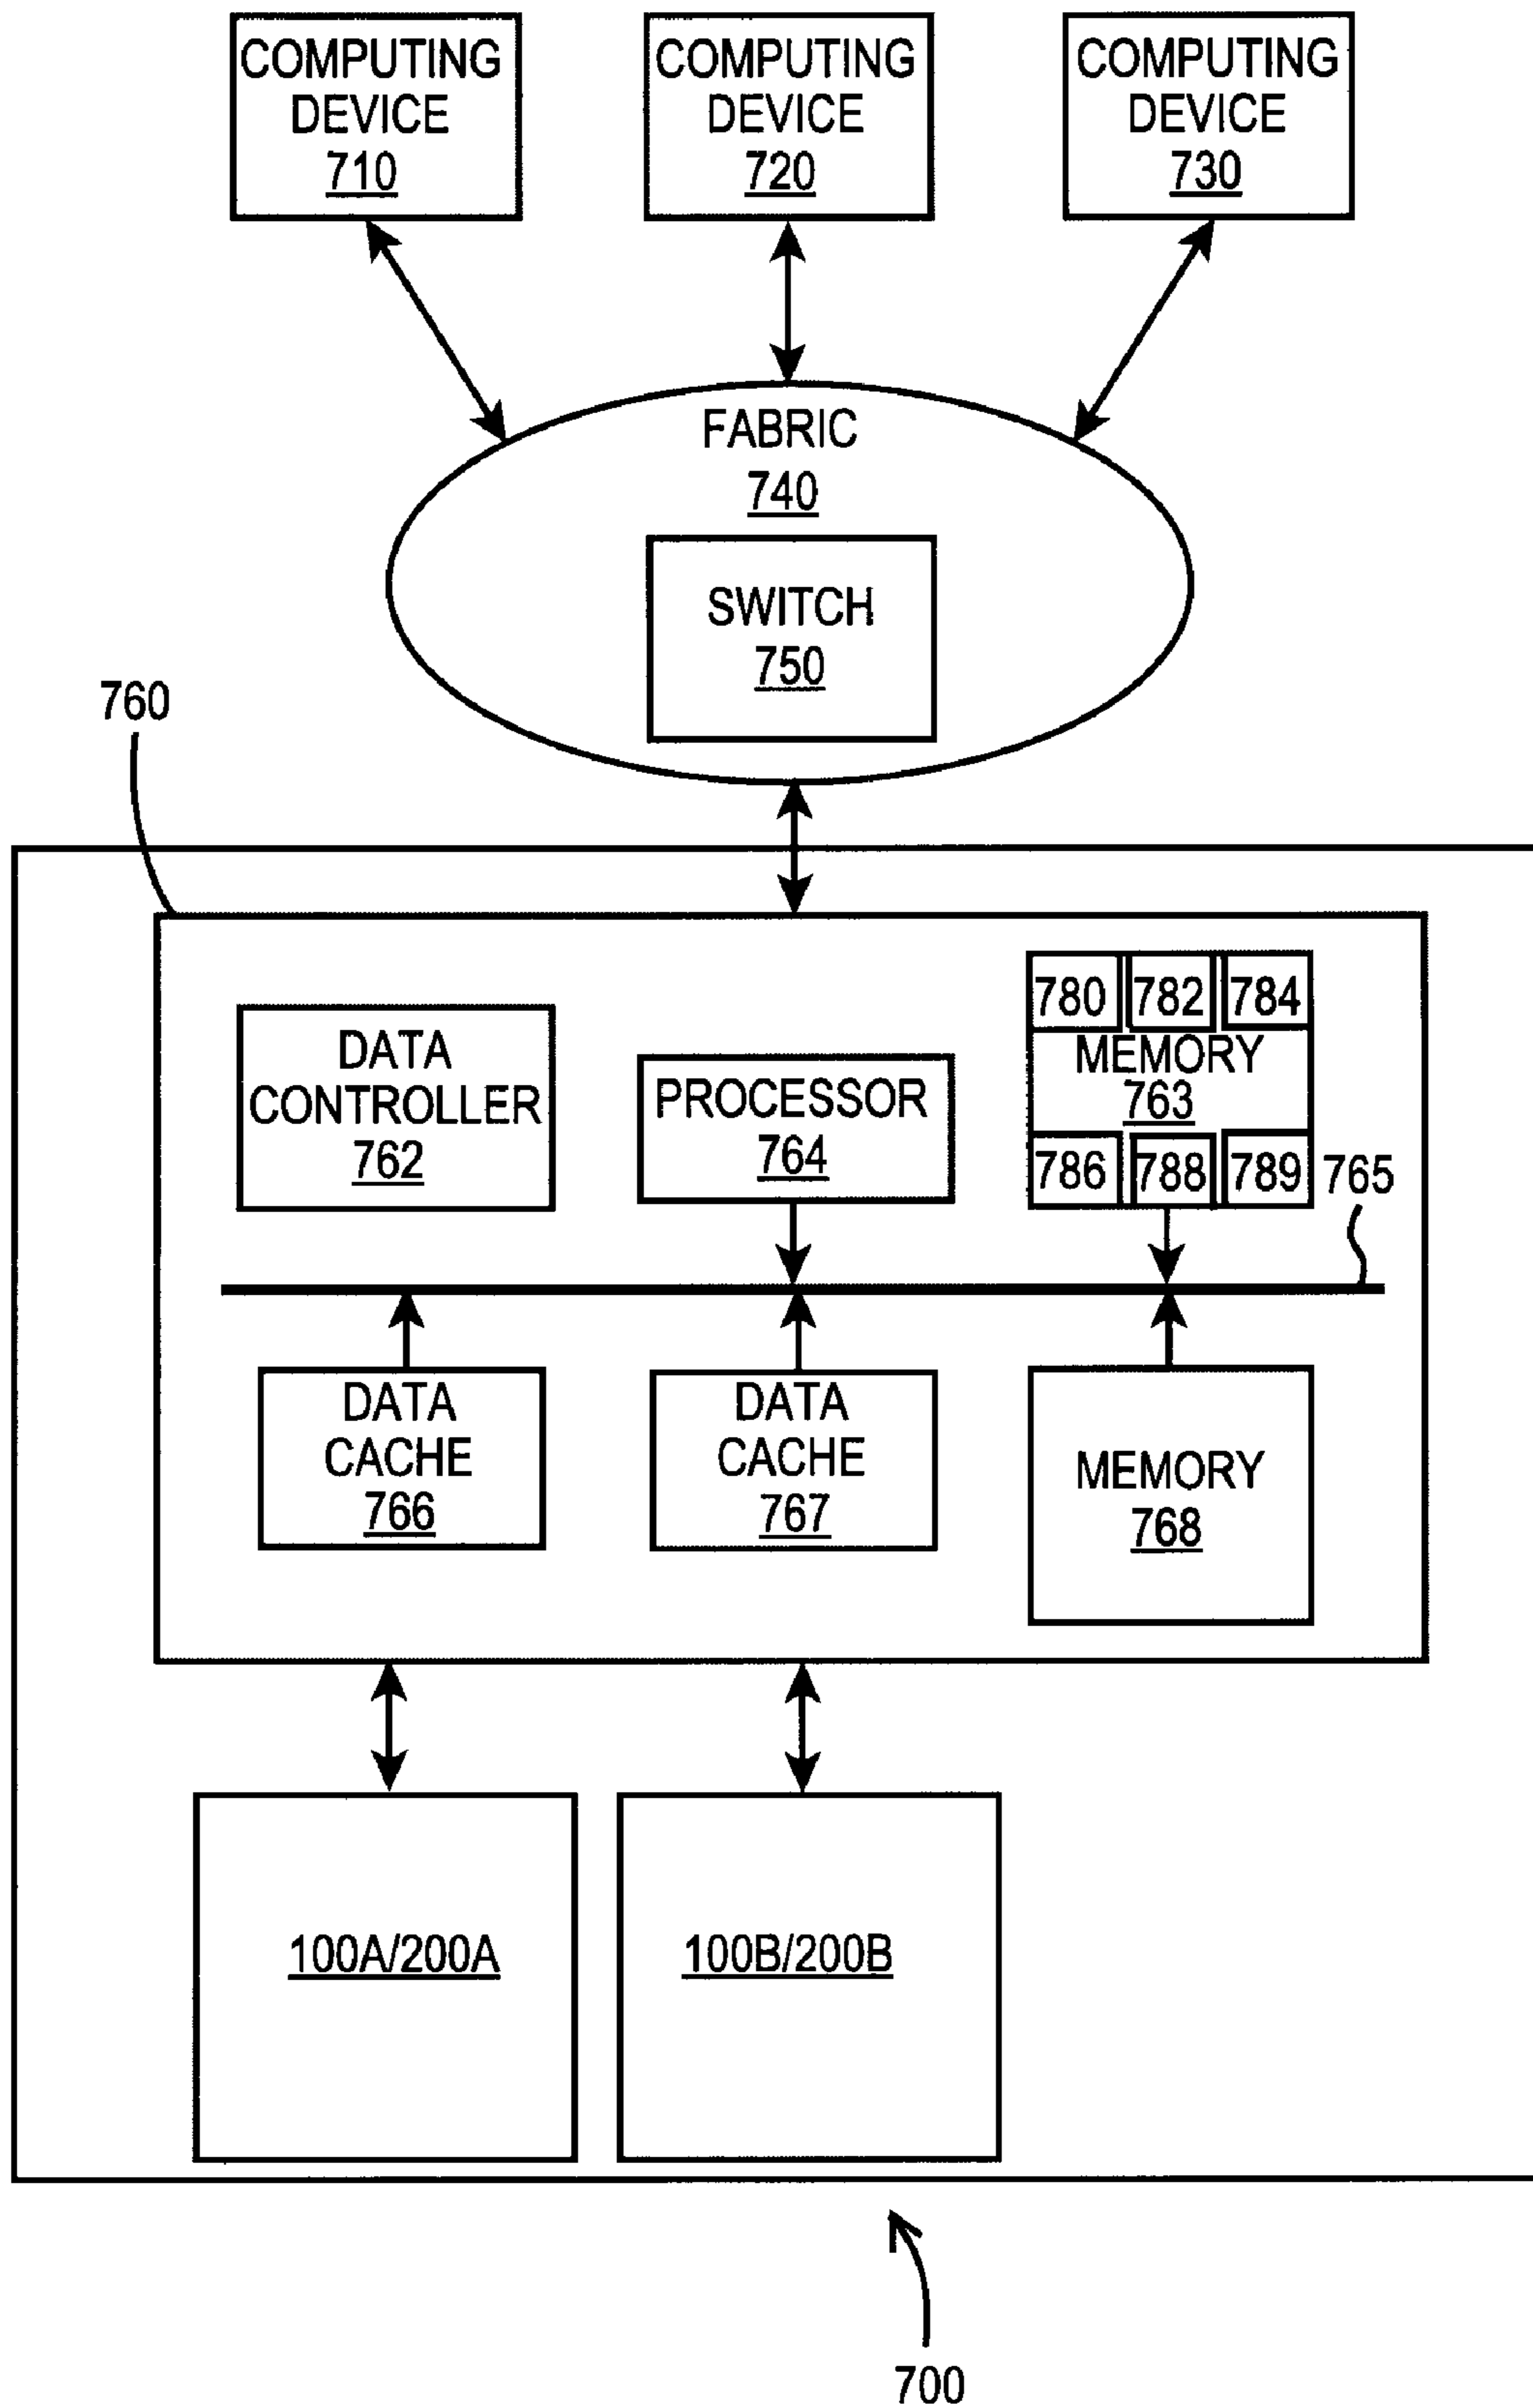 COMPUTING
DEVICE
710
COMPUTING
DEVICE
720
COMPUTING
DEVICE
730
FABRIC
740
SWITCH
750
760
DATA
CONTROLLER
762
PROCESSOR
764
780 782 784
MEMORY
763
786 788 789
765
DATA
CACHE
766
DATA
CACHE
767
MEMORY
768
100A/200A
100B/200B
700